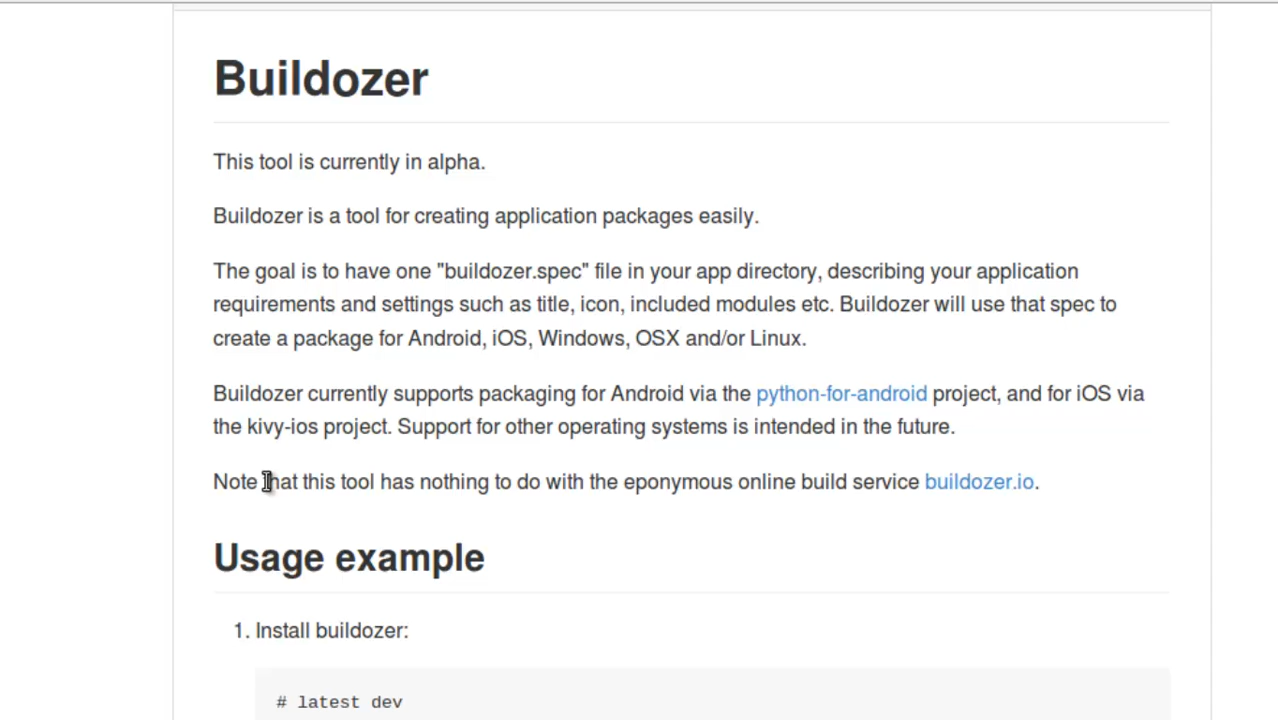 Buildozer
This tool is currently in alpha.
Buildozer is a tool for creating application packages easily.
The goal is to have one "buildozer.spec" file in your app directory, describing your application
requirements and settings such as title, icon, included modules etc. Buildozer will use that spec to
create a package for Android, iOS, Windows, OSX and/or Linux.
Buildozer currently supports packaging for Android via the python-for-android project, and for iOS via
the kivy-ios project. Support for other operating systems is intended in the future.
Note that this tool has nothing to do with the eponymous online build service buildozer.io.
Usage example
1. Install buildozer:
# latest dev